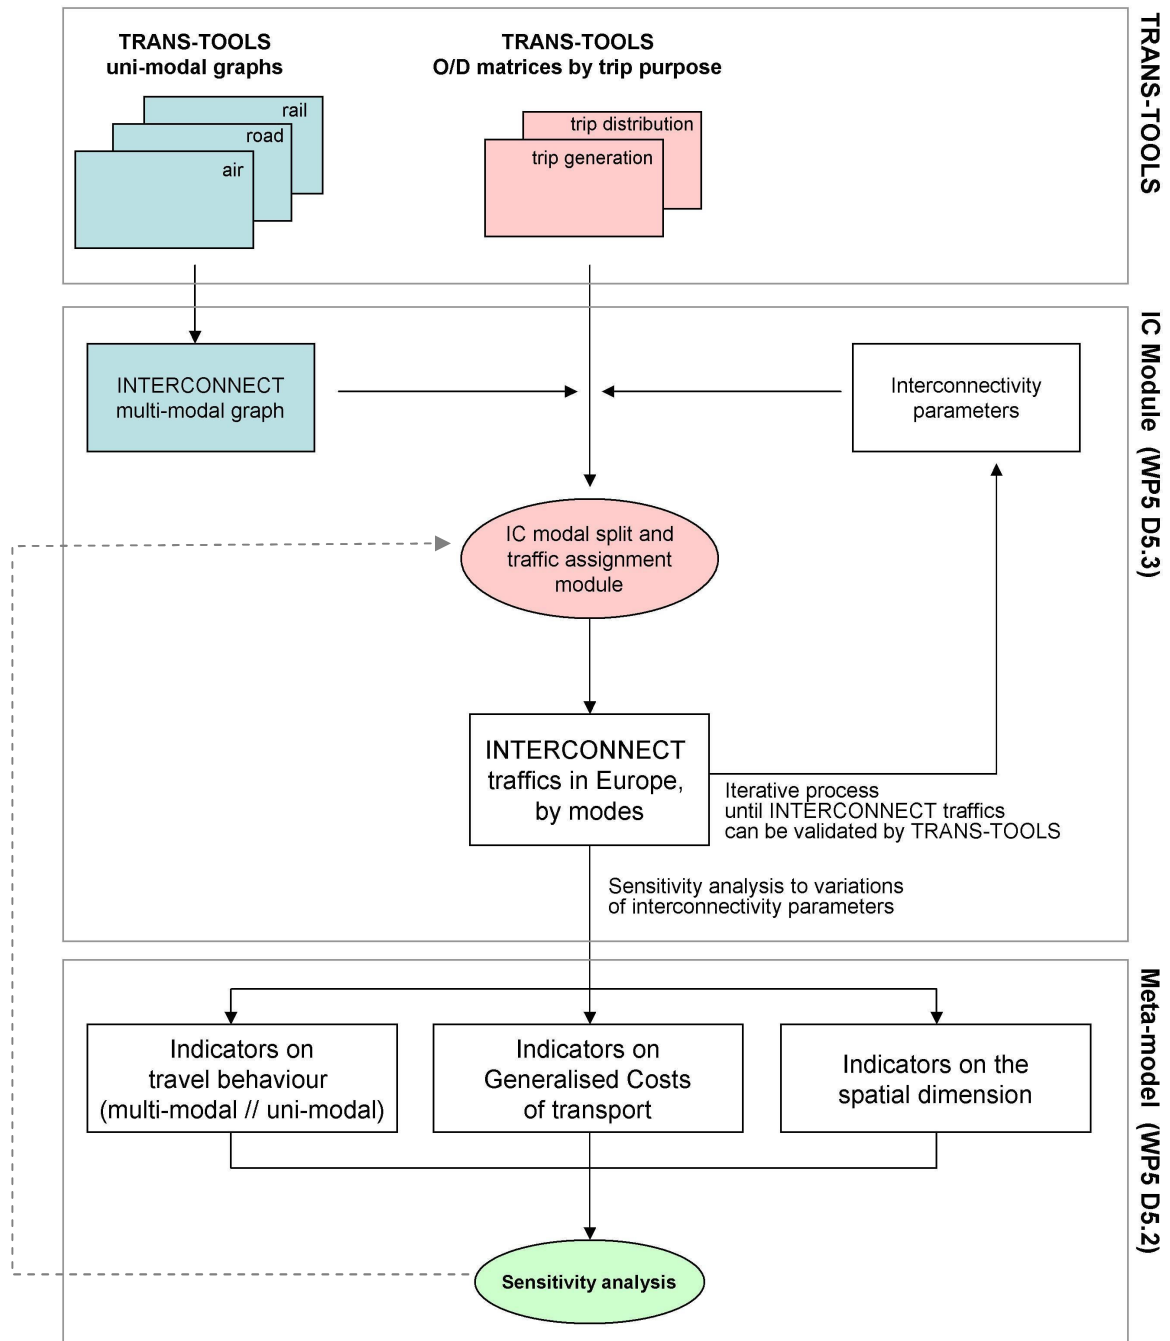 TRANS-TOOLS
uni-modal graphs
TRANS-TOOLS
O/D matrices by trip purpose
rail
road
air
trip distribution
trip generation
TRANS-TOOLS
INTERCONNECT
multi-modal graph
Interconnectivity
parameters
IC modal split and
traffic assignment
module
INTERCONNECT
traffics in Europe,
by modes
Iterative process
until INTERCONNECT traffics
can be validated by TRANS-TOOLS
Sensitivity analysis to variations
of interconnectivity parameters
IC Module (WP5 D5.3)
Indicators on
travel behaviour
(multi-modal // uni-modal)
Indicators on
Generalised Costs
of transport
Indicators on the
spatial dimension
Sensitivity analysis
Meta-model (WP5 D5.2)